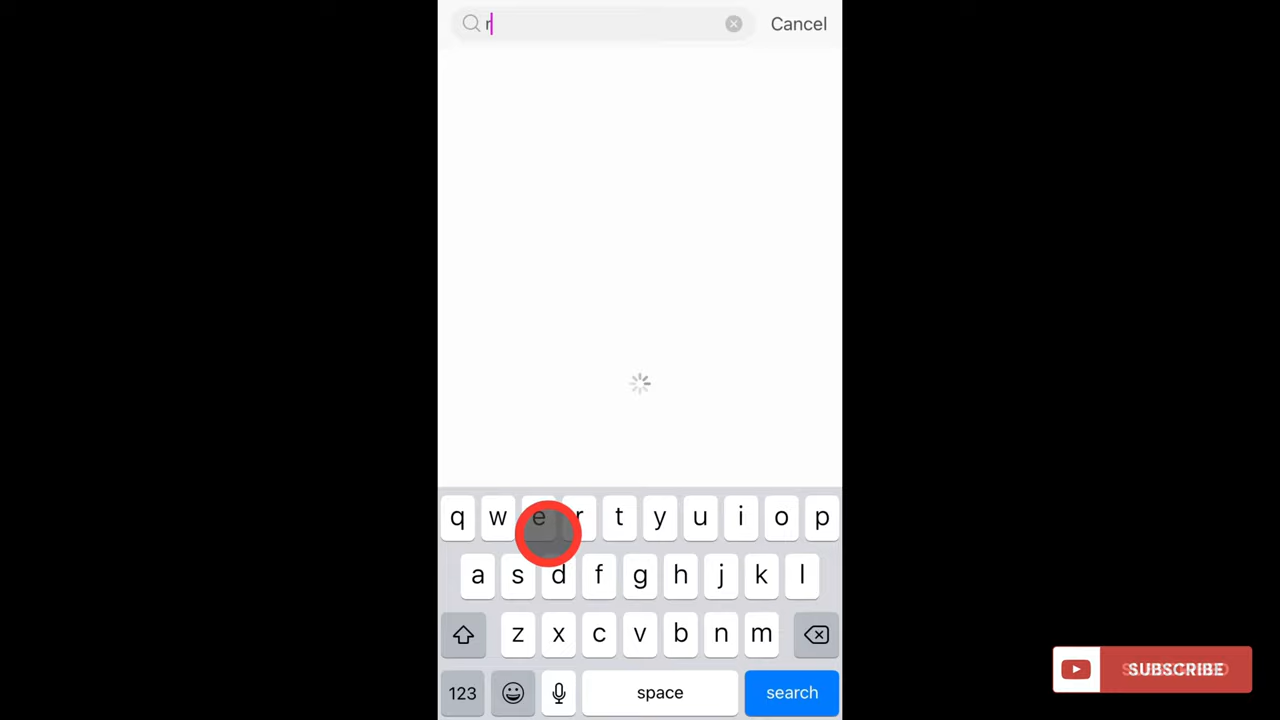 r
Cancel
q w e r t y u i o p
a s d f g h j k l
z x c v b n m
123 space search
SUBSCRIBE